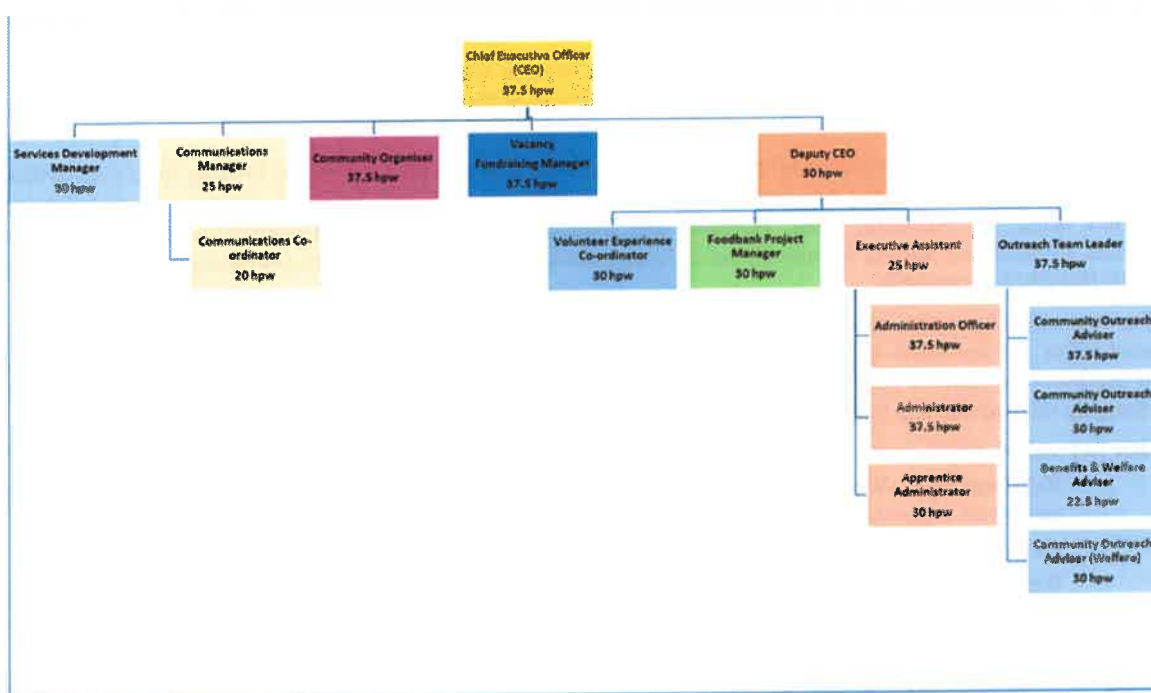 Chief Executive Officer
(CEO)
37.5 hpw
Services Development
Manager
30 hpw
Communications
Manager
25 hpw
Community Organiser
37.5 hpw
Vacancy
Fundraising Manager
37.5 hpw
Deputy CEO
30 hpw
Communications Co-
ordinator
20 hpw
Volunteer Experience
Co-ordinator
30 hpw
Foodbank Project
Manager
30 hpw
Executive Assistant
25 hpw
Outreach Team Leader
37.5 hpw
Administration Officer
37.5 hpw
Administrator
37.5 hpw
Apprentice
Administrator
30 hpw
Community Outreach
Adviser
37.5 hpw
Community Outreach
Adviser
30 hpw
Benefits & Welfare
Adviser
22.5 hpw
Community Outreach
Adviser (Welfare)
30 hpw